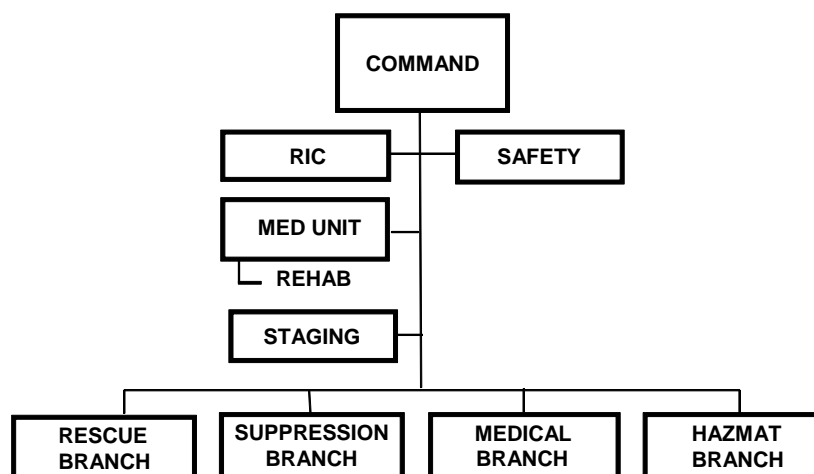 COMMAND
RIC
SAFETY
MED UNIT
REHAB
STAGING
RESCUE
BRANCH
SUPPRESSION
BRANCH
MEDICAL
BRANCH
HAZMAT
BRANCH